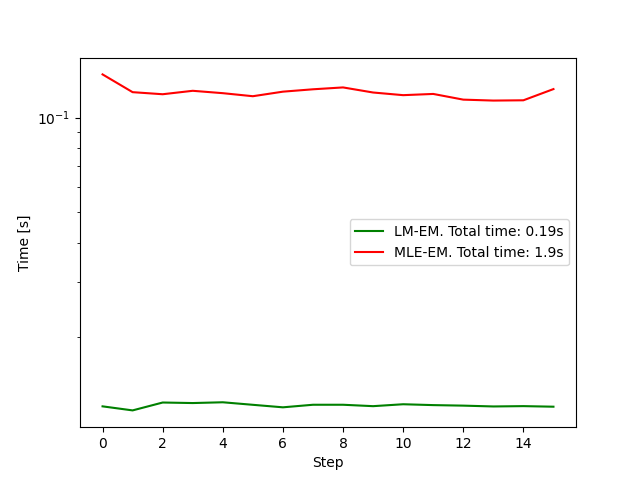 10⁻¹
Time [s]
LM-EM. Total time: 0.19s
MLE-EM. Total time: 1.9s
0 2 4 6 8 10 12 14
Step